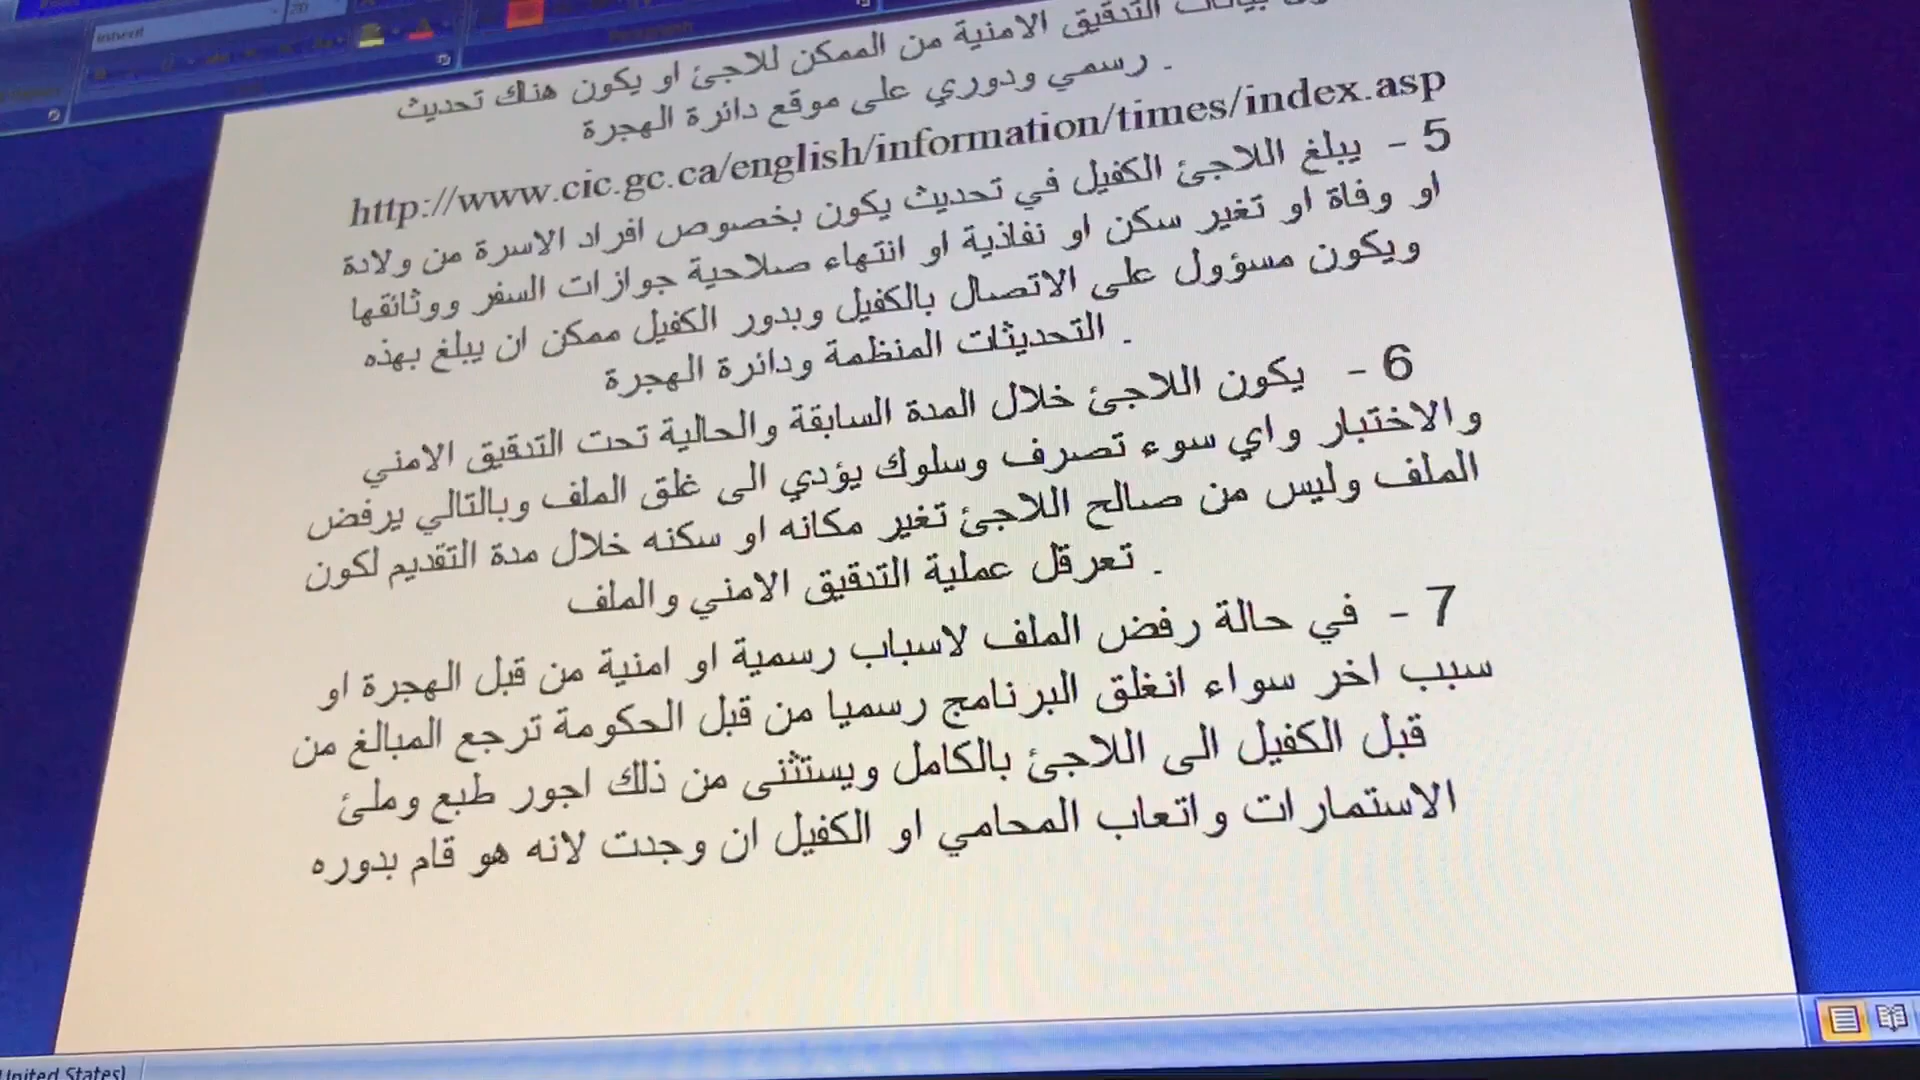 Inherit
20
Paragraph
التدقيق الامنية من الممكن للاجئ او يكون هناك تحديث
رسمي ودوري على موقع دائرة الهجرة .
http://www.cic.gc.ca/english/information/times/index.asp
5 - يبلغ اللاجئ الكفيل في تحديث يكون بخصوص افراد الاسرة من ولادة
او وفاة او تغير سكن او نفاذية او انتهاء صلاحية جوازات السفر ووثائقها
ويكون مسؤول على الاتصال بالكفيل وبدور الكفيل ممكن ان يبلغ بهذه
التحديثات المنظمة ودائرة الهجرة .
6 - يكون اللاجئ خلال المدة السابقة والحالية تحت التدقيق الامني
والاختبار واي سوء تصرف وسلوك يؤدي الى غلق الملف وبالتالي يرفض
الملف وليس من صالح اللاجئ تغير مكانه او سكنه خلال مدة التقديم لكون
تعرقل عملية التدقيق الامني والملف .
7 - في حالة رفض الملف لاسباب رسمية او امنية من قبل الهجرة او
سبب اخر سواء انغلق البرنامج رسميا من قبل الحكومة ترجع المبالغ من
قبل الكفيل الى اللاجئ بالكامل ويستثنى من ذلك اجور طبع وملئ
الاستمارات واتعاب المحامي او الكفيل ان وجدت لانه هو قام بدوره
United States)